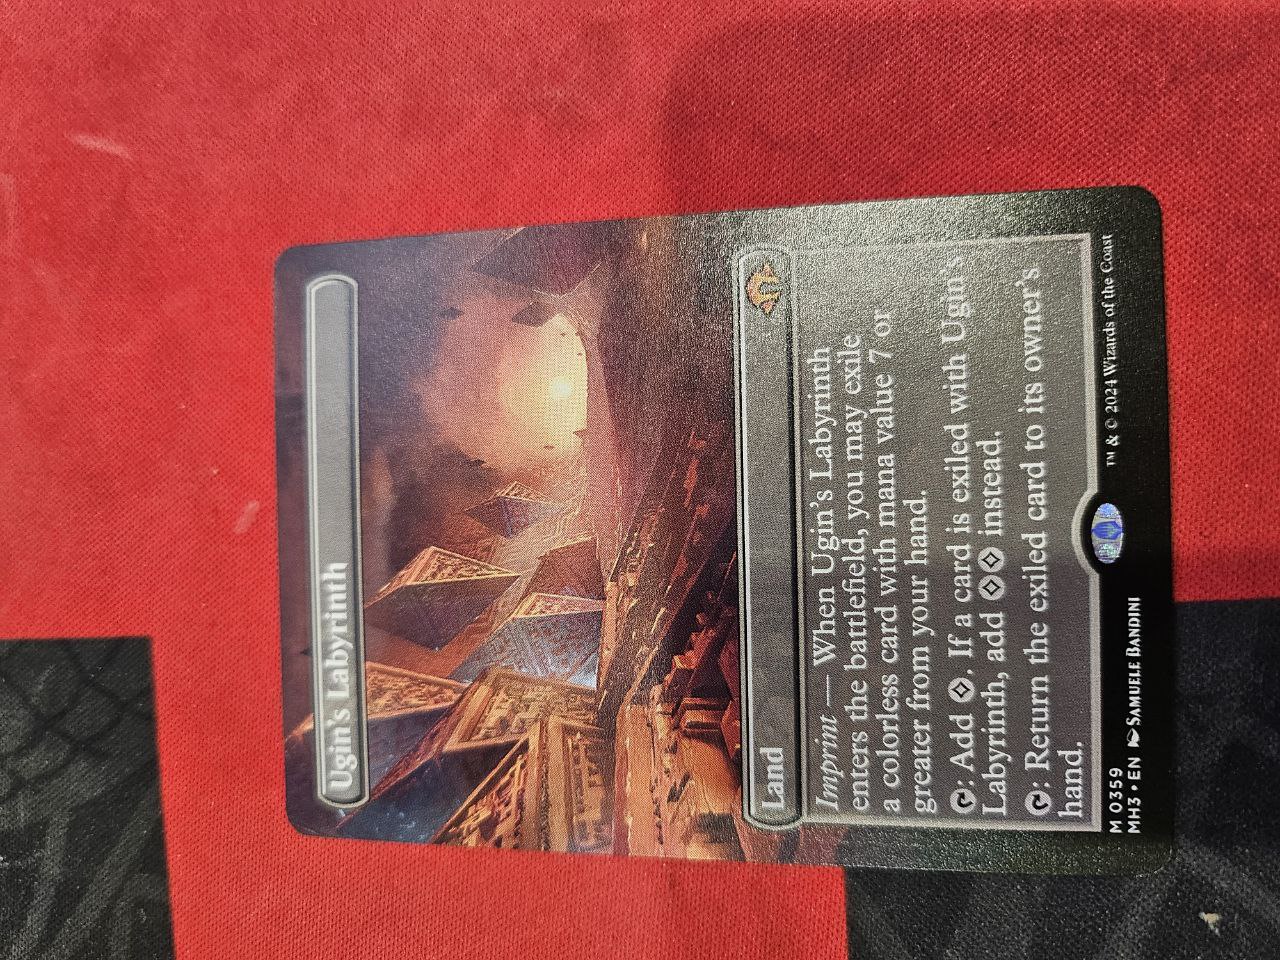 Ugin's Labyrinth
Land
Imprint — When Ugin's Labyrinth
enters the battlefield, you may exile
a colorless card with mana value 7 or
greater from your hand.
: Add . If a card is exiled with Ugin's
Labyrinth, add instead.
: Return the exiled card to its owner's
hand.
M 0359
MH3 • EN SAMUELE BANDINI
™ & © 2024 Wizards of the Coast